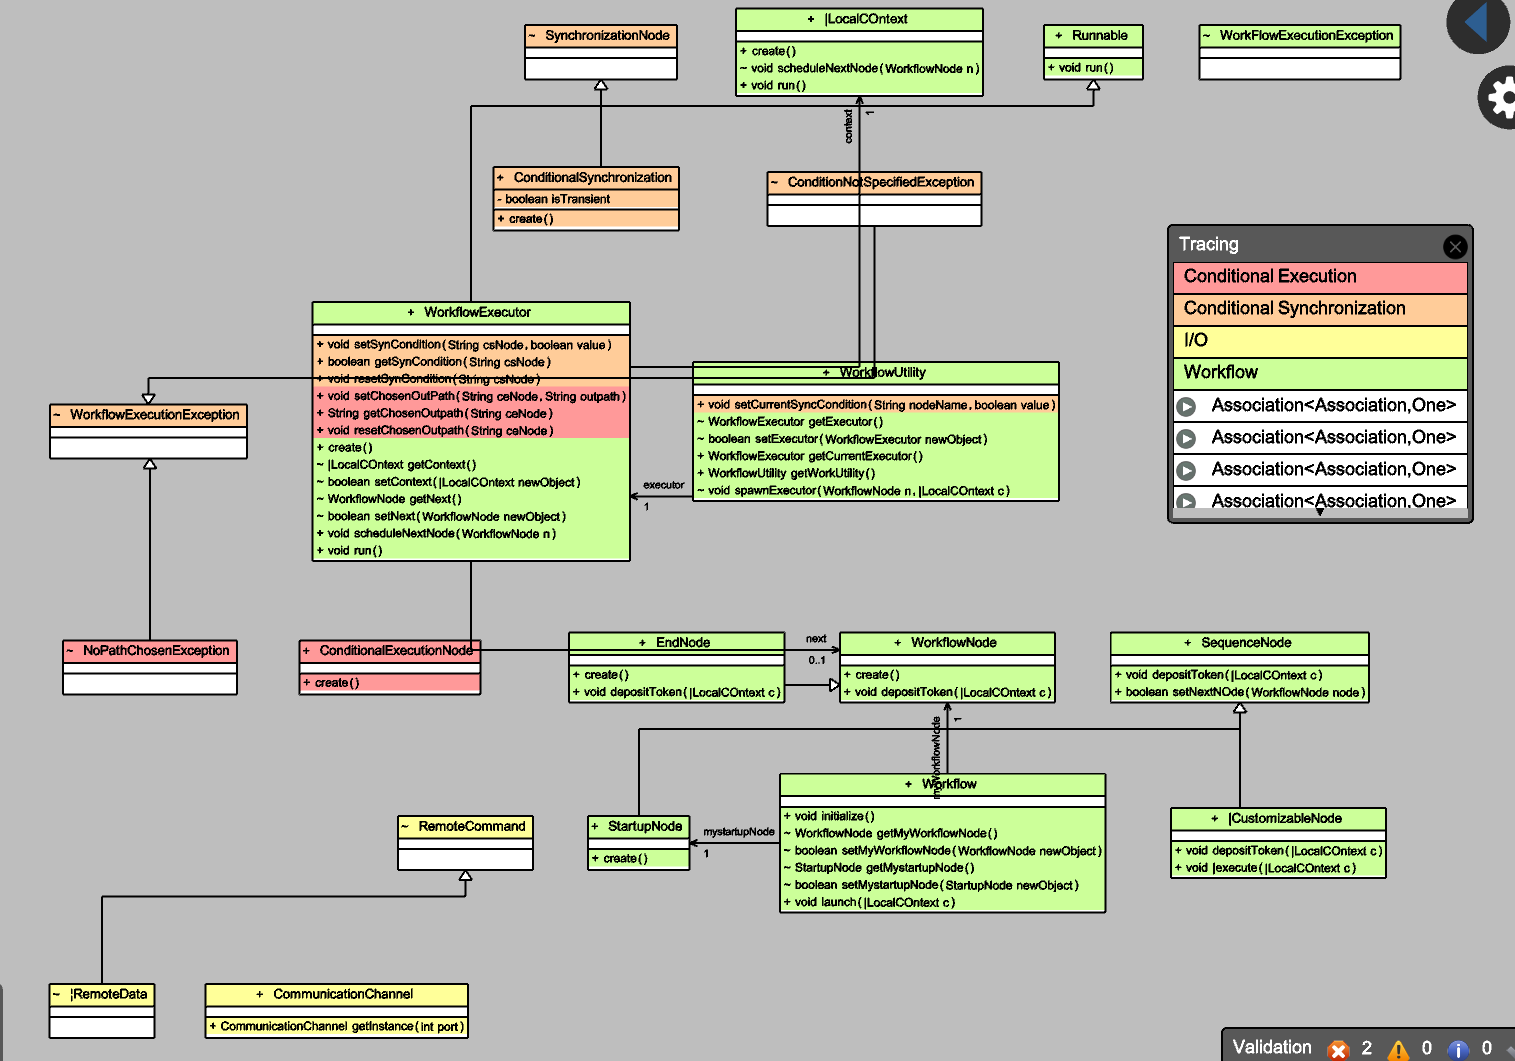 ~ SynchronizationNode
+ |LocalCOntext
+ create()
~ void scheduleNextNode(WorkflowNode n)
+ void run()
+ Runnable
+ void run()
~ WorkFlowExecutionException
context
1
+ ConditionalSynchronization
- boolean isTransient
+ create()
~ ConditionNotSpecifiedException
Tracing
Conditional Execution
Conditional Synchronization
I/O
Workflow
Association<Association,One>
Association<Association,One>
Association<Association,One>
Association<Association,One>
+ WorkflowExecutor
+ void setSynCondition(String csNode, boolean value)
+ boolean getSynCondition(String csNode)
+ void resetSynCondition(String csNode)
+ void setChosenOutPath(String ceNode, String outpath)
+ String getChosenOutpath(String ceNode)
+ void resetChosenOutpath(String ceNode)
+ create()
~ |LocalCOntext getContext()
~ boolean setContext(|LocalCOntext newObject)
~ WorkflowNode getNext()
~ boolean setNext(WorkflowNode newObject)
+ void scheduleNextNode(WorkflowNode n)
+ void run()
+ WorkflowUtility
+ void setCurrentSyncCondition(String nodeName, boolean value)
~ WorkflowExecutor getExecutor()
~ boolean setExecutor(WorkflowExecutor newObject)
+ WorkflowExecutor getCurrentExecutor()
+ WorkflowUtility getWorkUtility()
~ void spawnExecutor(WorkflowNode n, |LocalCOntext c)
executor
1
~ WorkflowExecutionException
~ NoPathChosenException
+ ConditionalExecutionNode
+ create()
+ EndNode
+ create()
+ void depositToken(|LocalCOntext c)
next
0..1
+ WorkflowNode
+ create()
+ void depositToken(|LocalCOntext c)
+ SequenceNode
+ void depositToken(|LocalCOntext c)
+ boolean setNextNOde(WorkflowNode node)
myWorkflowNode
1
+ Workflow
+ void initialize()
~ WorkflowNode getMyWorkflowNode()
~ boolean setMyWorkflowNode(WorkflowNode newObject)
~ StartupNode getMystartupNode()
~ boolean setMystartupNode(StartupNode newObject)
+ void launch(|LocalCOntext c)
mystartupNode
1
~ RemoteCommand
+ StartupNode
+ create()
+ |CustomizableNode
+ void depositToken(|LocalCOntext c)
+ void |execute(|LocalCOntext c)
~ |RemoteData
+ CommunicationChannel
+ CommunicationChannel getInstance(int port)
Validation 2 0 0